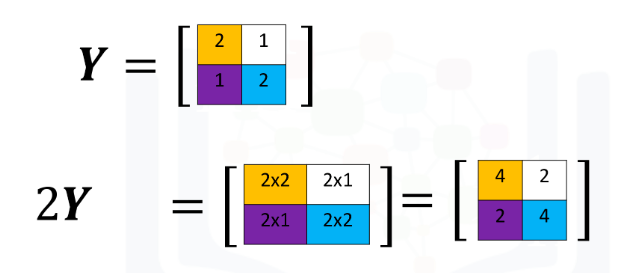 Y = [ 2 1
1 2 ]
2Y = [ 2x2 2x1
2x1 2x2 ] = [ 4 2
2 4 ]